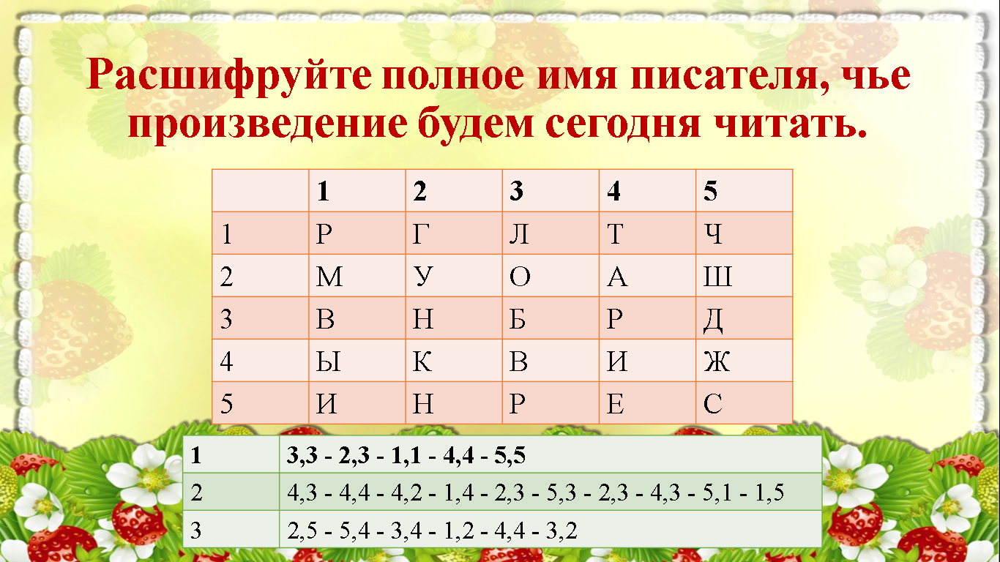 Расшифруйте полное имя писателя, чье
произведение будем сегодня читать.
1 2 3 4 5
1 Р Г Л Т Ч
2 М У О А Ш
3 В Н Б Р Д
4 Ы К В И Ж
5 И Н Р Е С
1 3,3 - 2,3 - 1,1 - 4,4 - 5,5
2 4,3 - 4,4 - 4,2 - 1,4 - 2,3 - 5,3 - 2,3 - 4,3 - 5,1 - 1,5
3 2,5 - 5,4 - 3,4 - 1,2 - 4,4 - 3,2